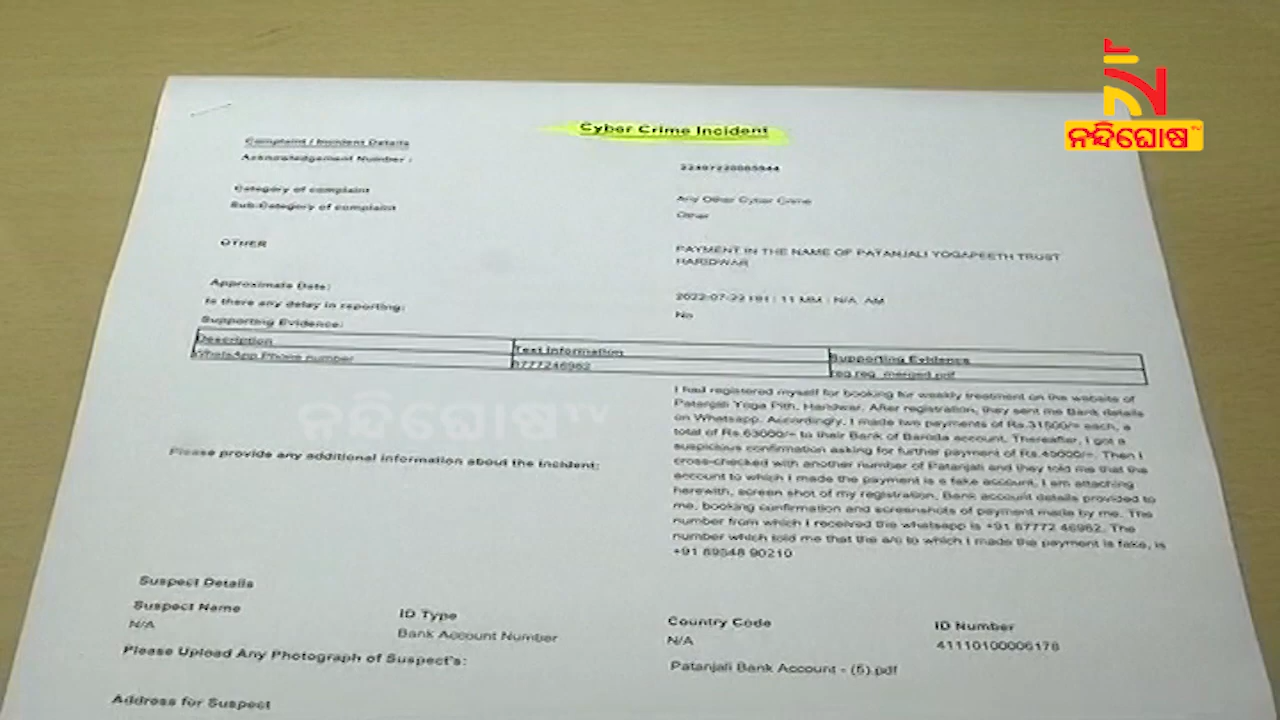 ନନ୍ଦିଘୋଷ TV
Cyber Crime Incident
Complaint / Incident Details
Acknowledgement Number :
Category of complaint
Any Other Cyber Crime
Sub-Category of complaint
Other
OTHER
PAYMENT IN THE NAME OF PATANJALI YOGAPEETH TRUST
HARIDWAR
Approximate Date:
2022-07-22 HH : 11 MM : N/A AM
Is there any delay in reporting:
No
Supporting Evidence:
Description Text Information Supporting Evidence
WhatsApp Phone number 8777246982 reg reg_merged.pdf
ନନ୍ଦିଘୋଷ TV
Please provide any additional information about the incident:
I had registered myself for booking for weekly treatment on the website of
Patanjali Yoga Pith, Haridwar. After registration, they sent me Bank details
on Whatsapp. Accordingly, I made two payments of Rs.31500/= each, a
total of Rs.63000/= to their Bank of Baroda account. Thereafter, I got a
suspicious confirmation asking for further payment of Rs.45000/=. Then I
cross-checked with another number of Patanjali and they told me that the
account to which I made the payment is a fake account. I am attaching
herewith, screen shot of my registration, Bank account details provided to
me, booking confirmation and screenshots of payment made by me. The
number from which I received the whatsapp is +91 87772 46982. The
number which told me that the a/c to which I made the payment is fake, is
+91 89548 90210
Suspect Details
Suspect Name ID Type Country Code ID Number
N/A Bank Account Number N/A 41110100006178
Please Upload Any Photograph of Suspect's:
Patanjali Bank Account - (5).pdf
Address for Suspect